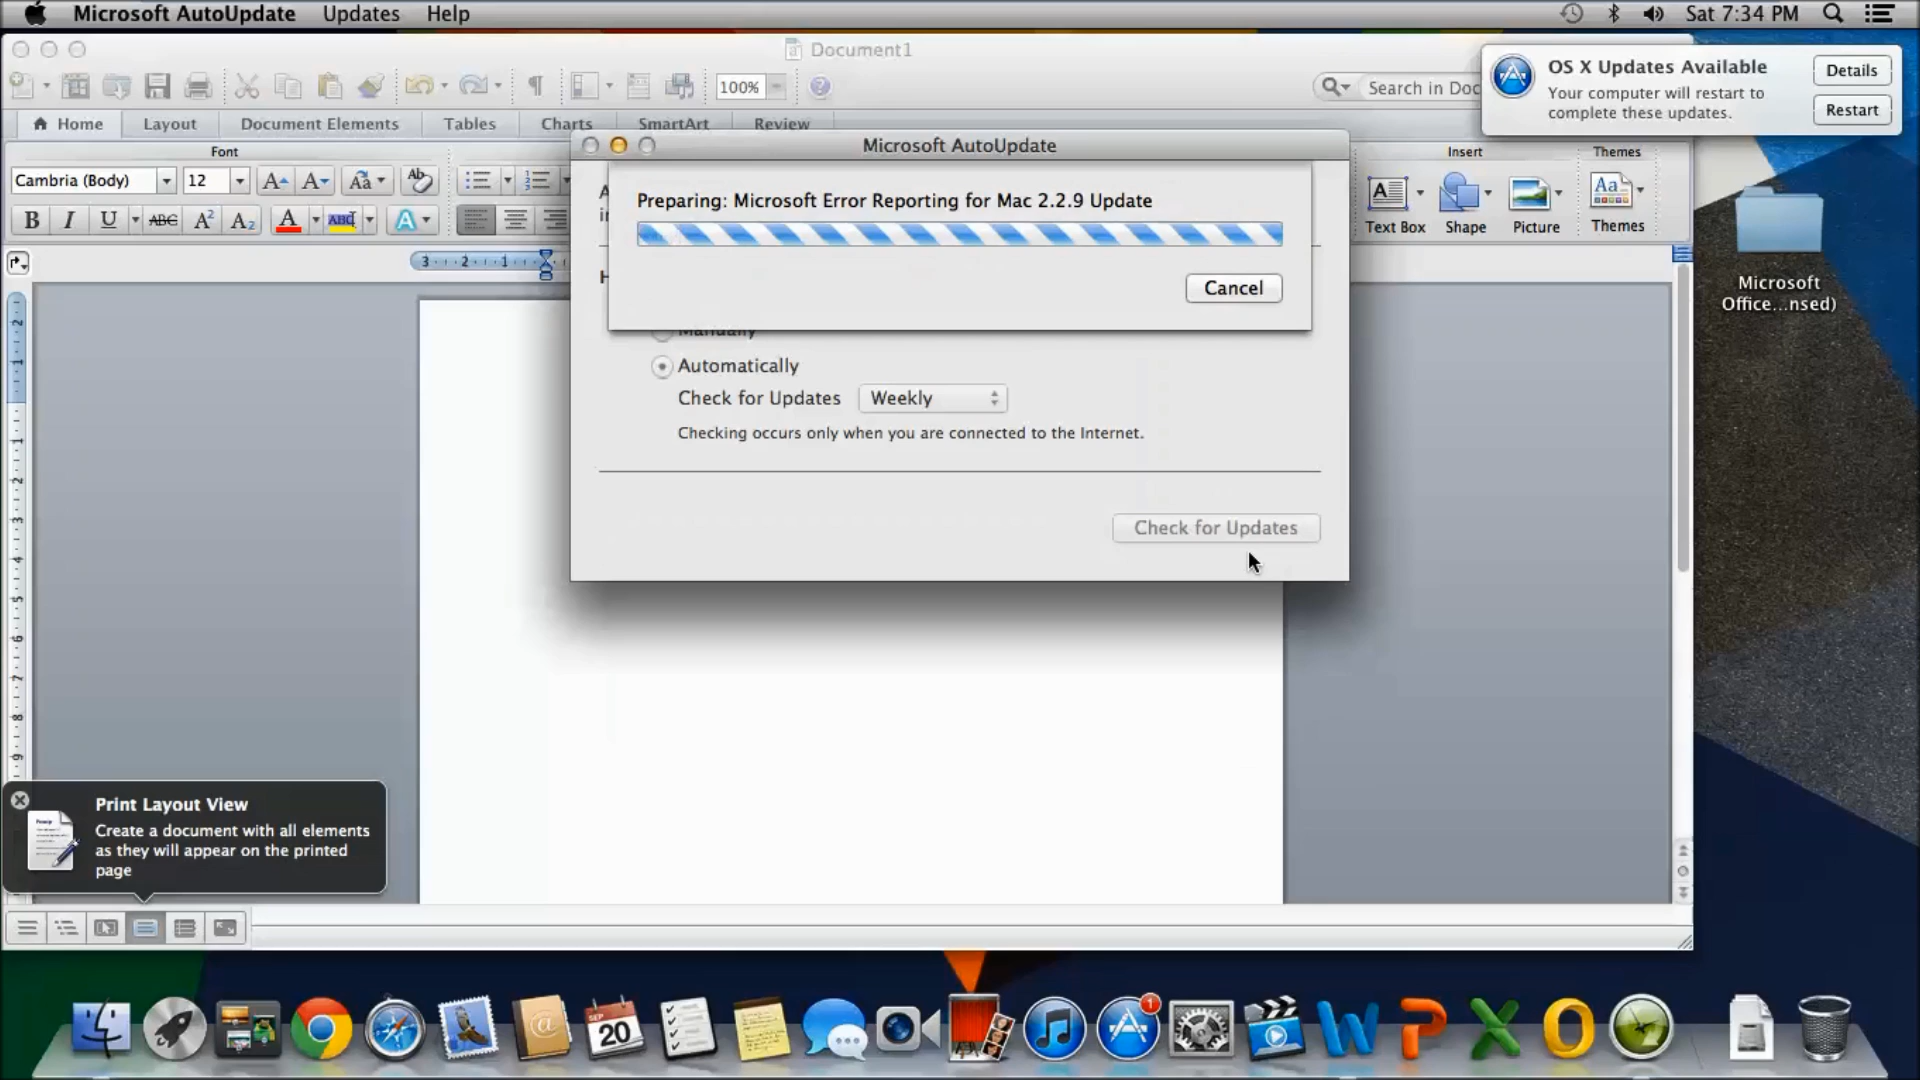 Microsoft AutoUpdate Updates Help
Sat 7:34 PM
Document1
100%
Search in Doc
OS X Updates Available
Your computer will restart to
complete these updates.
Details
Restart
Home Layout Document Elements Tables Charts SmartArt Review
Microsoft AutoUpdate
Font
Insert
Themes
Cambria (Body) 12
Preparing: Microsoft Error Reporting for Mac 2.2.9 Update
Text Box Shape Picture Themes
Cancel
Manually
Automatically
Check for Updates Weekly
Checking occurs only when you are connected to the Internet.
Check for Updates
Microsoft
Office...nsed)
Print Layout View
Create a document with all elements
as they will appear on the printed
page
SEP
20
1